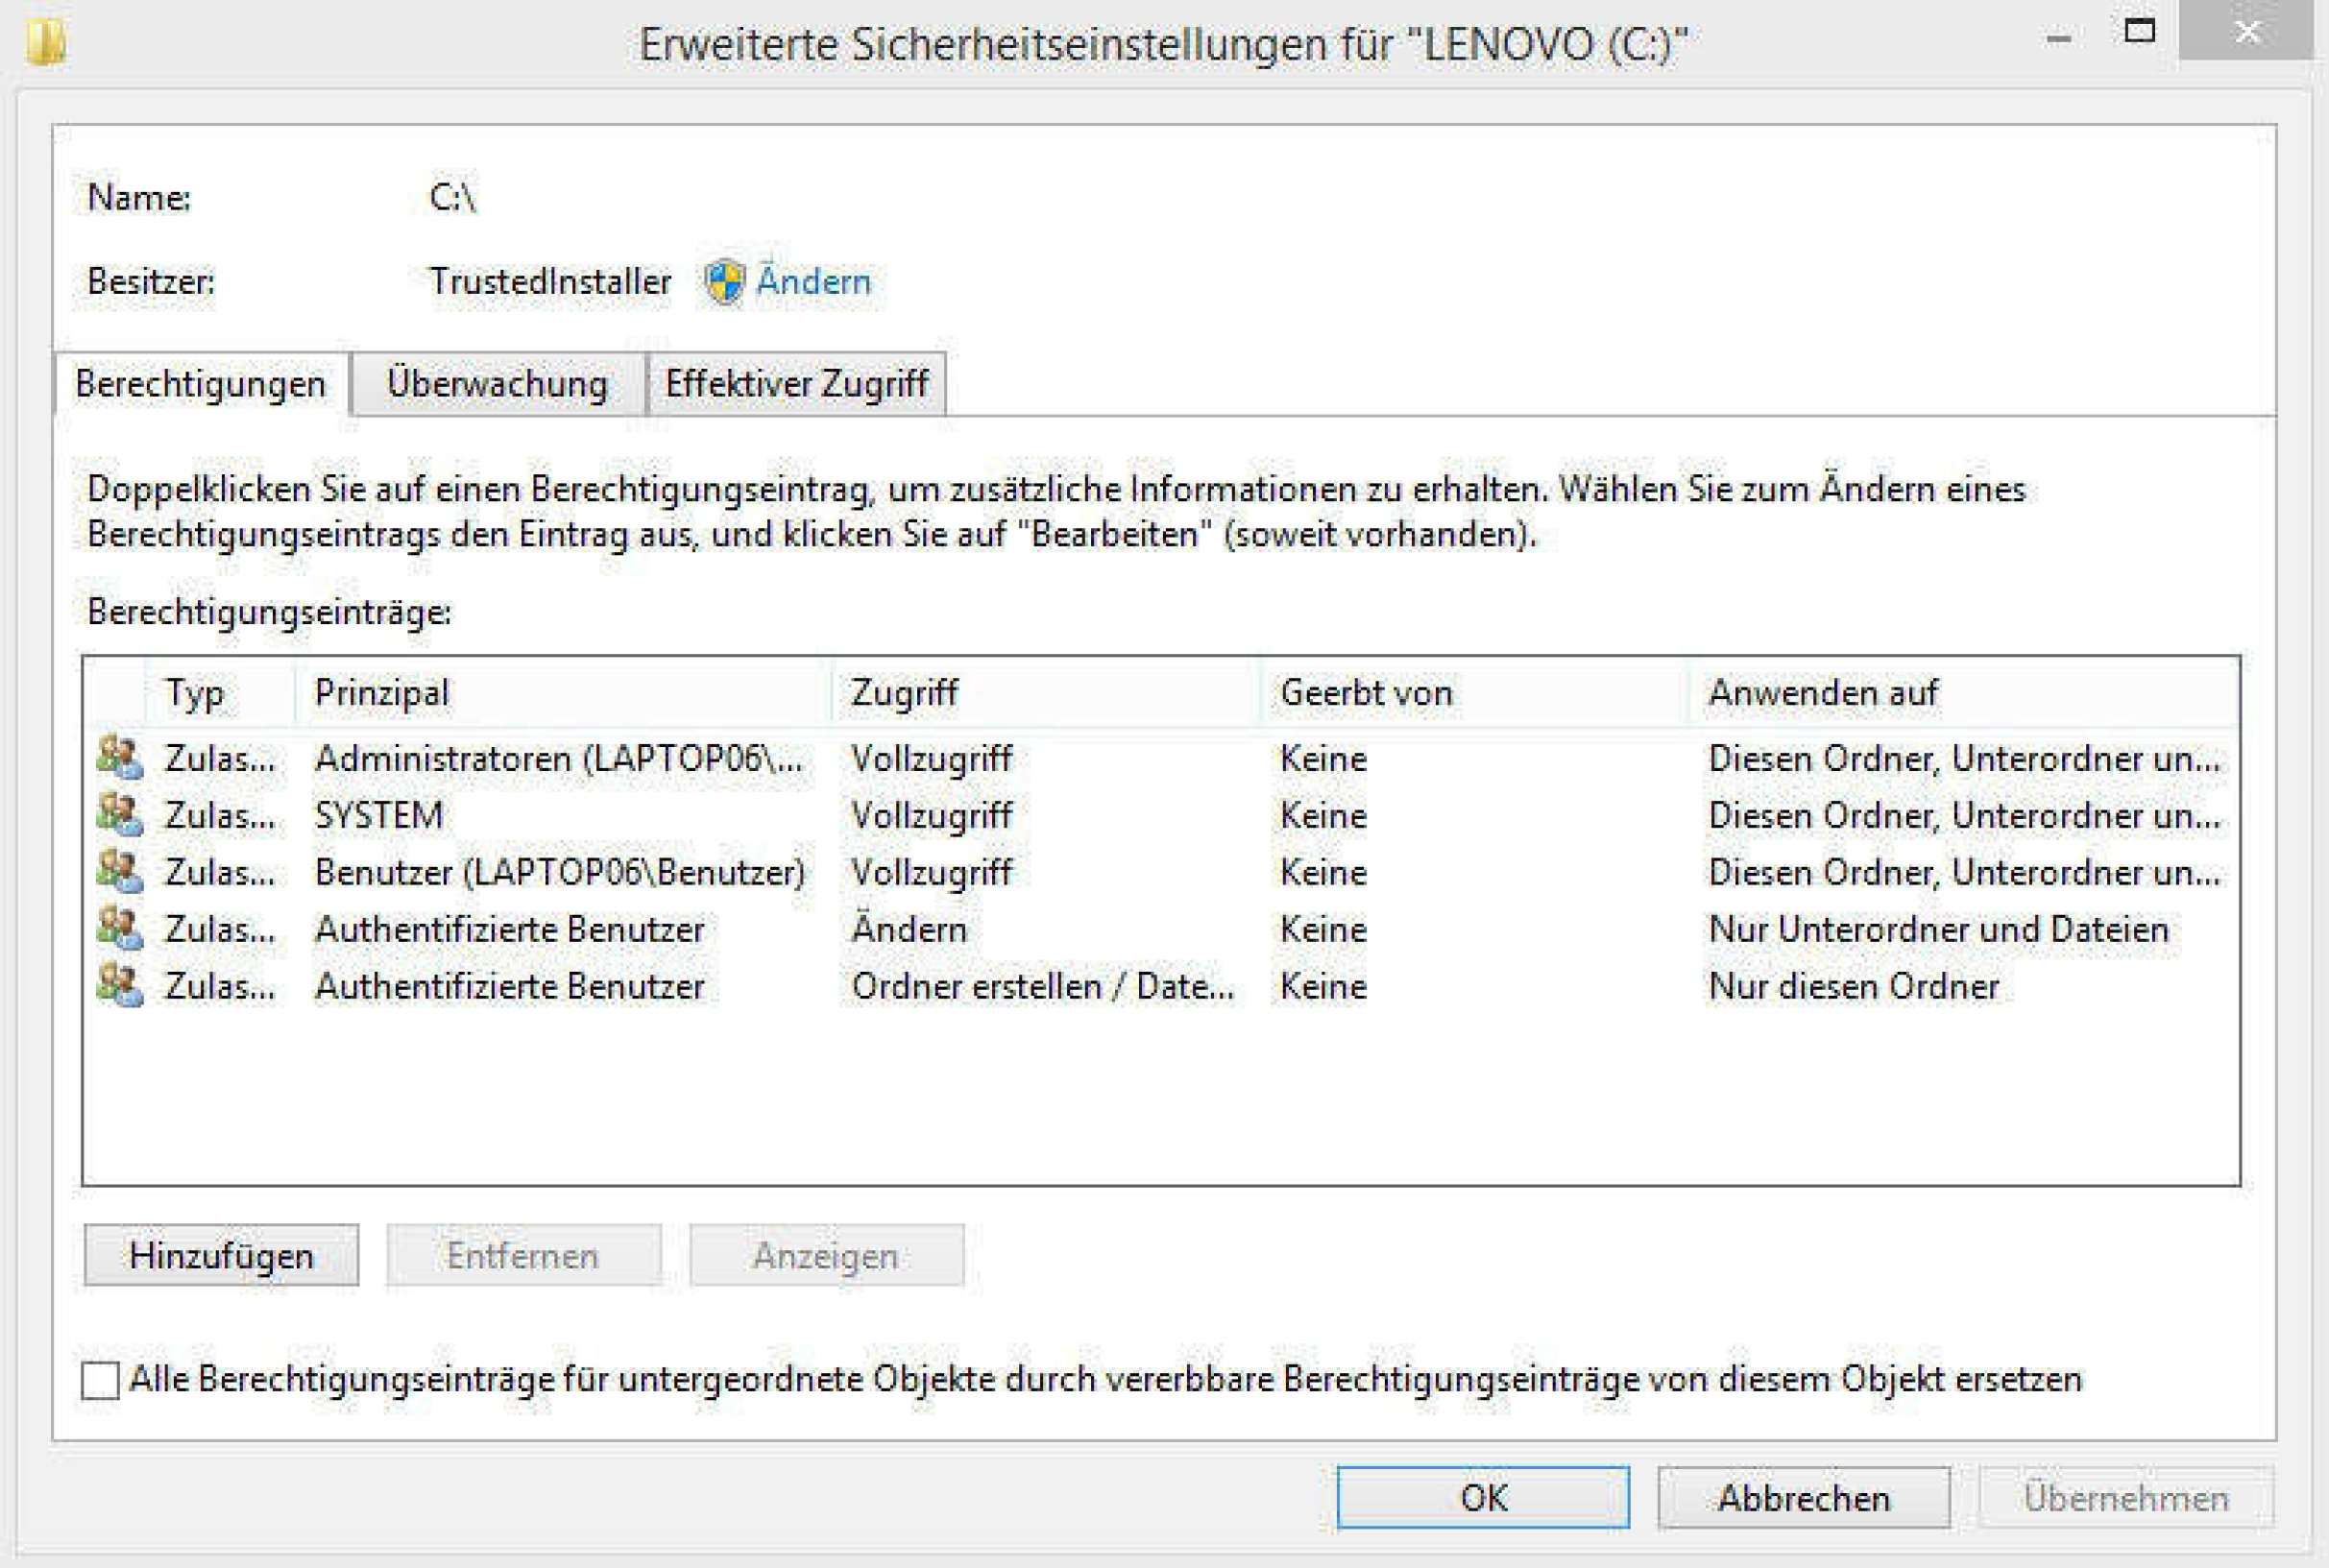 Erweiterte Sicherheitseinstellungen für "LENOVO (C:)"
Name: C:\
Besitzer: TrustedInstaller Ändern
Berechtigungen Überwachung Effektiver Zugriff
Doppelklicken Sie auf einen Berechtigungseintrag, um zusätzliche Informationen zu erhalten. Wählen Sie zum Ändern eines
Berechtigungseintrags den Eintrag aus, und klicken Sie auf "Bearbeiten" (soweit vorhanden).
Berechtigungseinträge:
Typ Prinzipal Zugriff Geerbt von Anwenden auf
Zulas... Administratoren (LAPTOP06\... Vollzugriff Keine Diesen Ordner, Unterordner un...
Zulas... SYSTEM Vollzugriff Keine Diesen Ordner, Unterordner un...
Zulas... Benutzer (LAPTOP06\Benutzer) Vollzugriff Keine Diesen Ordner, Unterordner un...
Zulas... Authentifizierte Benutzer Ändern Keine Nur Unterordner und Dateien
Zulas... Authentifizierte Benutzer Ordner erstellen / Date... Keine Nur diesen Ordner
Hinzufügen Entfernen Anzeigen
Alle Berechtigungseinträge für untergeordnete Objekte durch vererbbare Berechtigungseinträge von diesem Objekt ersetzen
OK Abbrechen Übernehmen